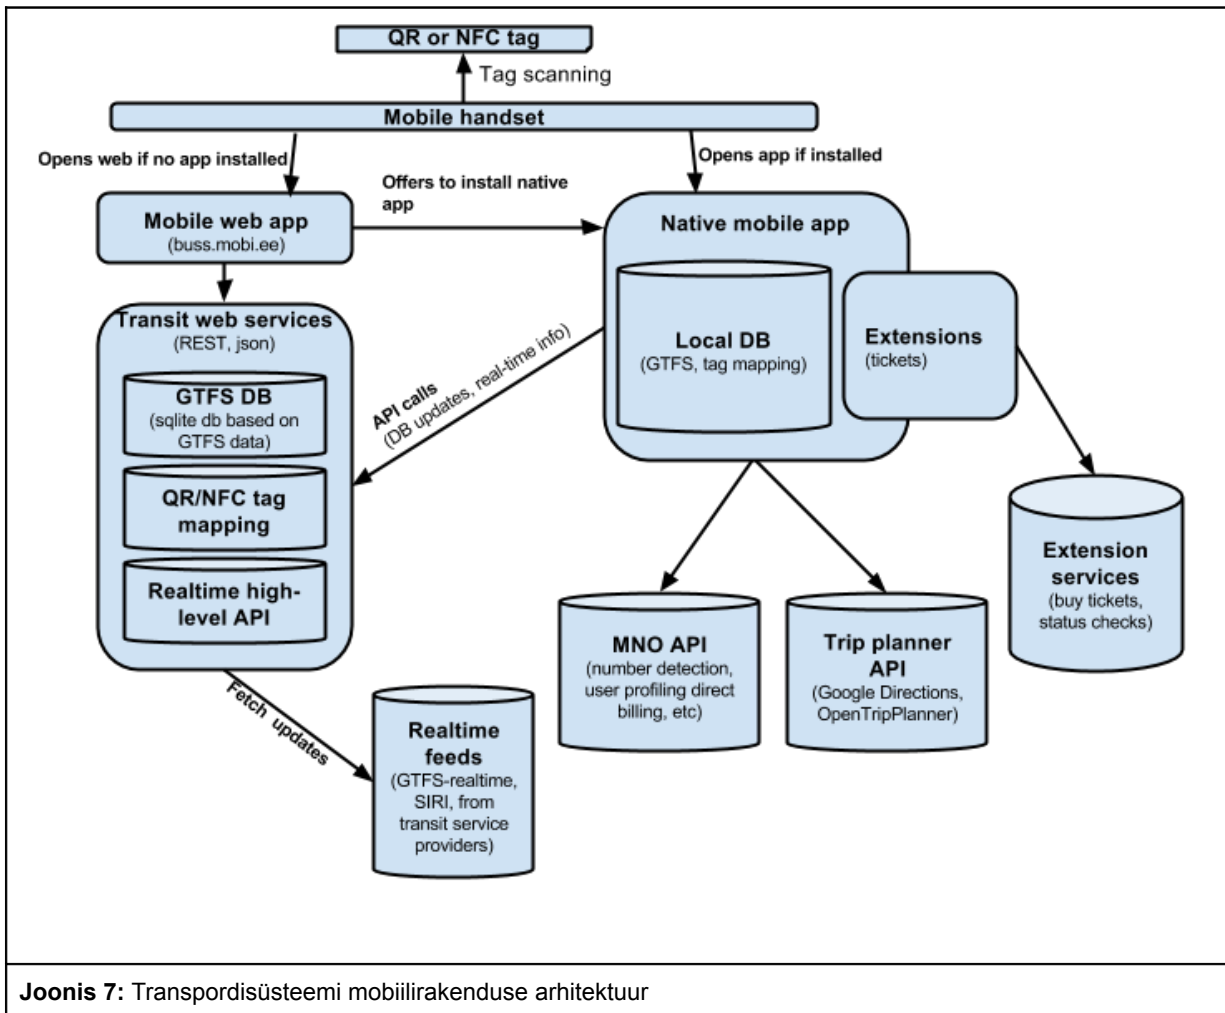 QR or NFC tag
Tag scanning
Mobile handset
Opens web if no app installed
Opens app if installed
Offers to install native
app
Mobile web app
(buss.mobi.ee)
Native mobile app
Transit web services
(REST, json)
GTFS DB
(sqlite db based on
GTFS data)
QR/NFC tag
mapping
Realtime high-
level API
API calls
(DB updates, real-time info)
Local DB
(GTFS, tag mapping)
Extensions
(tickets)
Extension
services
(buy tickets,
status checks)
MNO API
(number detection,
user profiling direct
billing, etc)
Trip planner
API
(Google Directions,
OpenTripPlanner)
Fetch updates
Realtime
feeds
(GTFS-realtime,
SIRI, from
transit service
providers)
Joonis 7: Transpordisüsteemi mobiilirakenduse arhitektuur